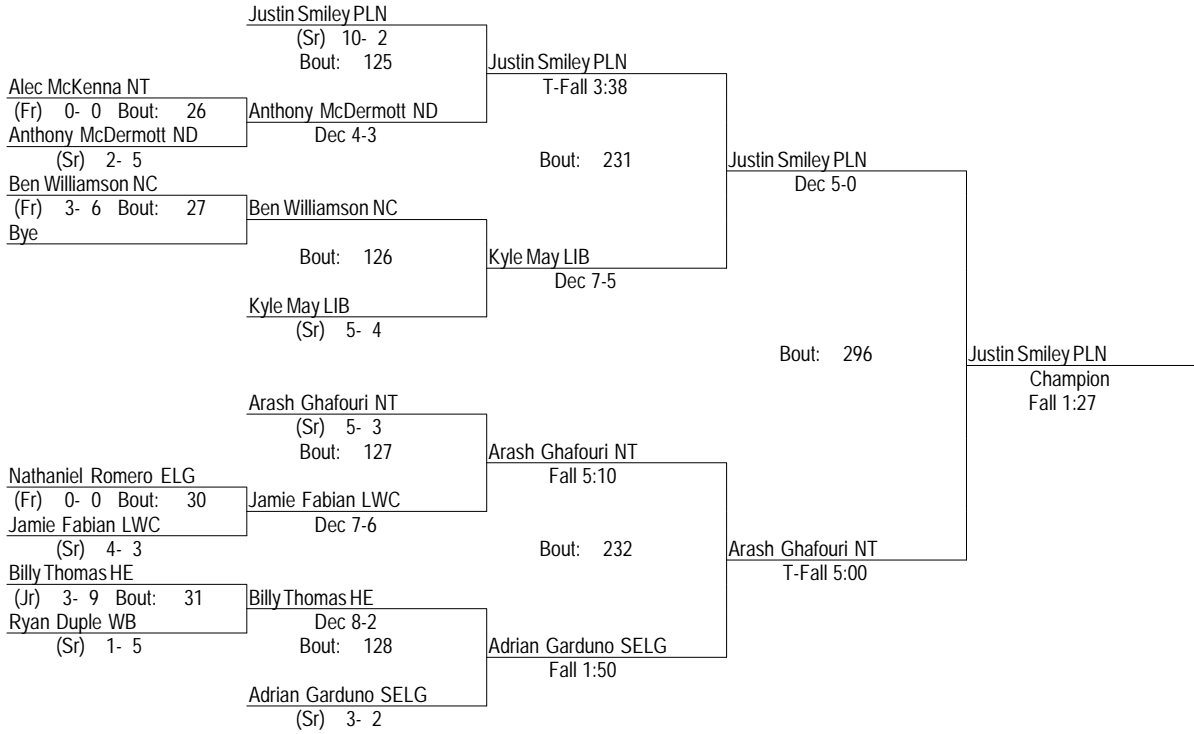 Justin Smiley PLN
(Sr) 10- 2
Bout: 125
Justin Smiley PLN
T-Fall 3:38
Alec McKenna NT
(Fr) 0- 0 Bout: 26
Anthony McDermott ND
Anthony McDermott ND
Dec 4-3
(Sr) 2- 5
Bout: 231
Justin Smiley PLN
Dec 5-0
Ben Williamson NC
(Fr) 3- 6 Bout: 27
Ben Williamson NC
Bye
Bout: 126
Kyle May LIB
Dec 7-5
Kyle May LIB
(Sr) 5- 4
Bout: 296
Justin Smiley PLN
Champion
Fall 1:27
Arash Ghafouri NT
(Sr) 5- 3
Bout: 127
Arash Ghafouri NT
Fall 5:10
Nathaniel Romero ELG
(Fr) 0- 0 Bout: 30
Jamie Fabian LWC
Jamie Fabian LWC
Dec 7-6
(Sr) 4- 3
Bout: 232
Arash Ghafouri NT
T-Fall 5:00
Billy Thomas HE
(Jr) 3- 9 Bout: 31
Billy Thomas HE
Ryan Duple WB
Dec 8-2
(Sr) 1- 5
Bout: 128
Adrian Garduno SELG
Fall 1:50
Adrian Garduno SELG
(Sr) 3- 2